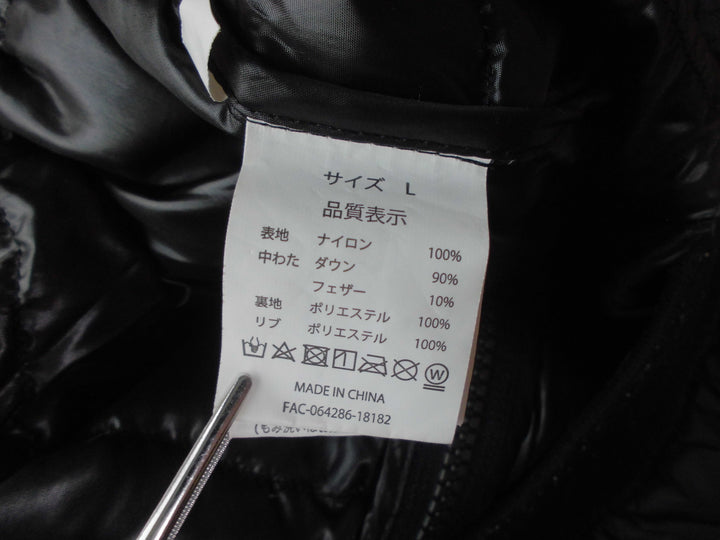 サイズ L
品質表示
表地 ナイロン 100%
中わた ダウン 90%
フェザー 10%
裏地 ポリエステル 100%
リブ ポリエステル 100%
W
MADE IN CHINA
FAC-064286-18182